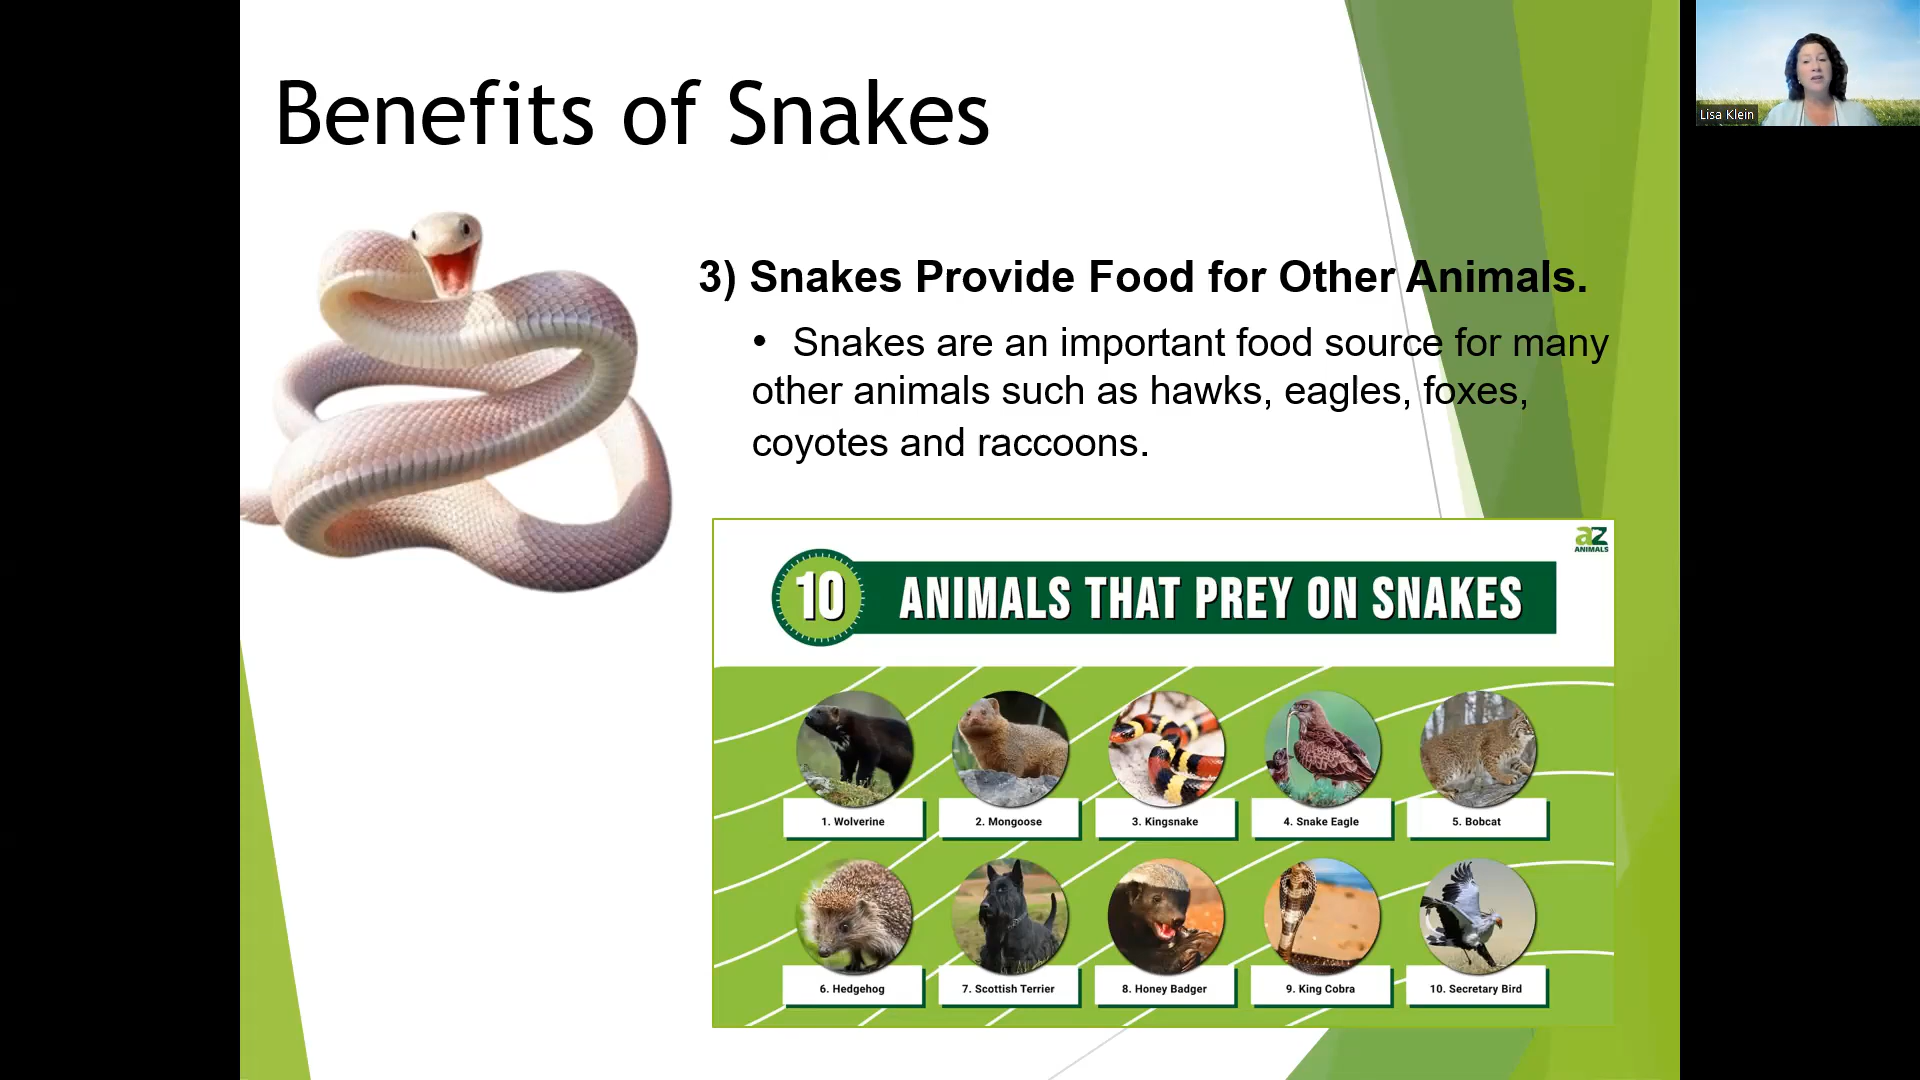 Benefits of Snakes
Lisa Klein
3) Snakes Provide Food for Other Animals.
• Snakes are an important food source for many
other animals such as hawks, eagles, foxes,
coyotes and raccoons.
az
ANIMALS
10 ANIMALS THAT PREY ON SNAKES
1. Wolverine
2. Mongoose
3. Kingsnake
4. Snake Eagle
5. Bobcat
6. Hedgehog
7. Scottish Terrier
8. Honey Badger
9. King Cobra
10. Secretary Bird